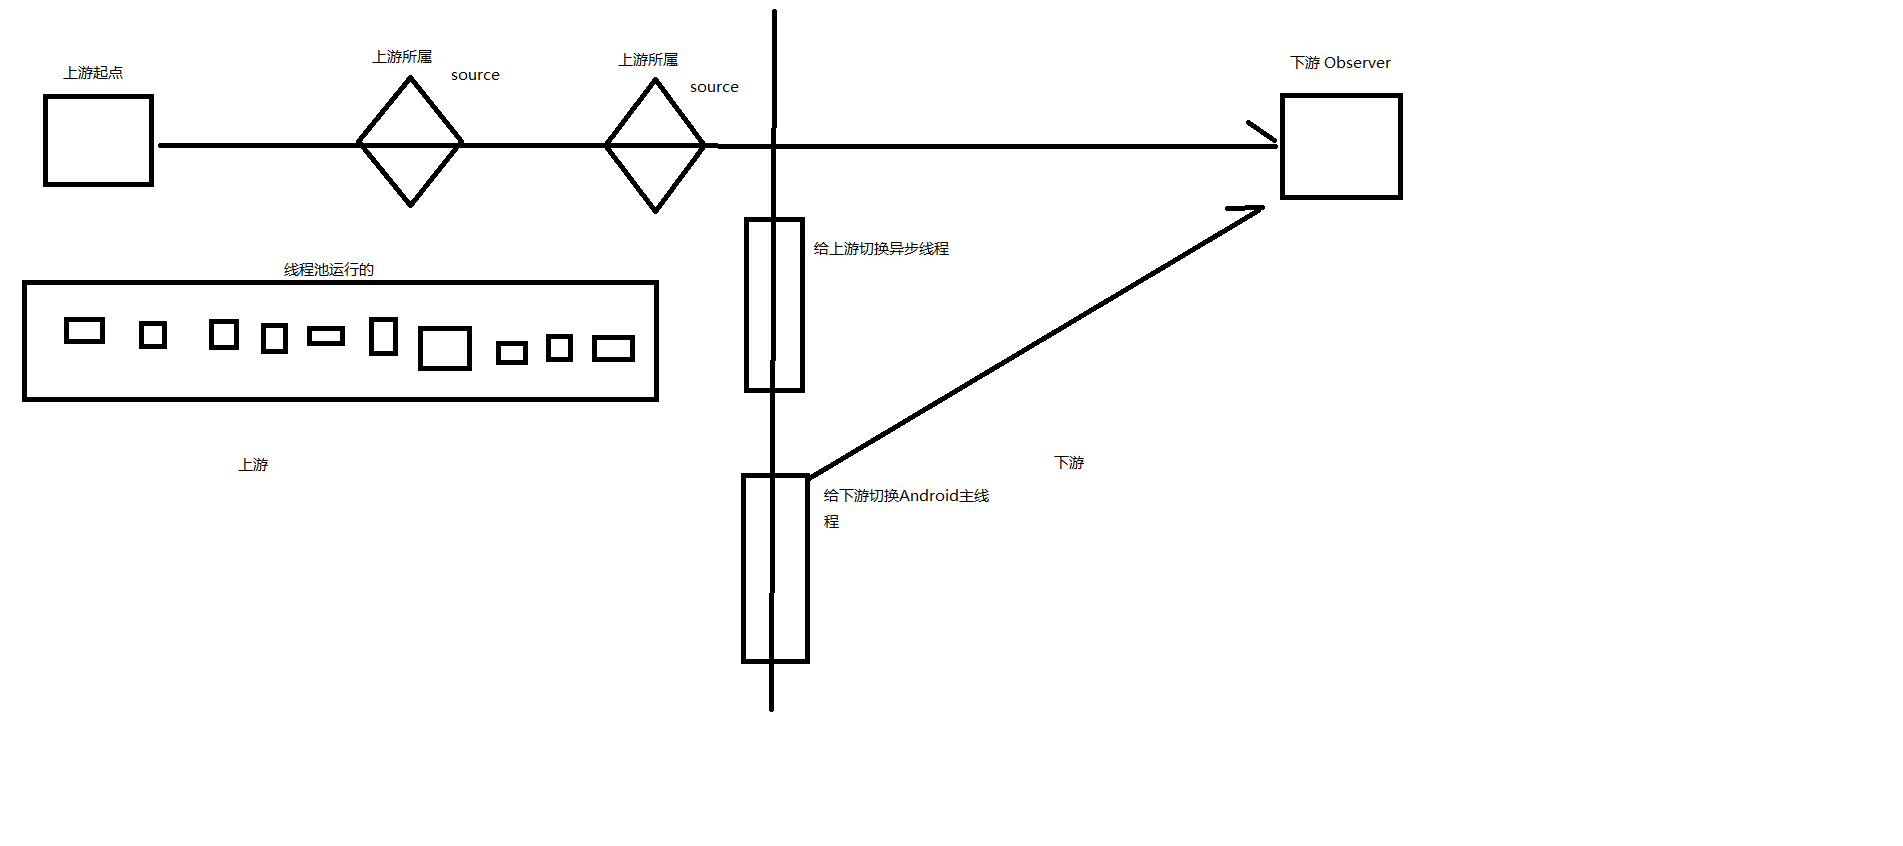 上游起点
上游所属
source
上游所属
source
下游 Observer
给上游切换异步线程
线程池运行的
上游
下游
给下游切换Android主线
程